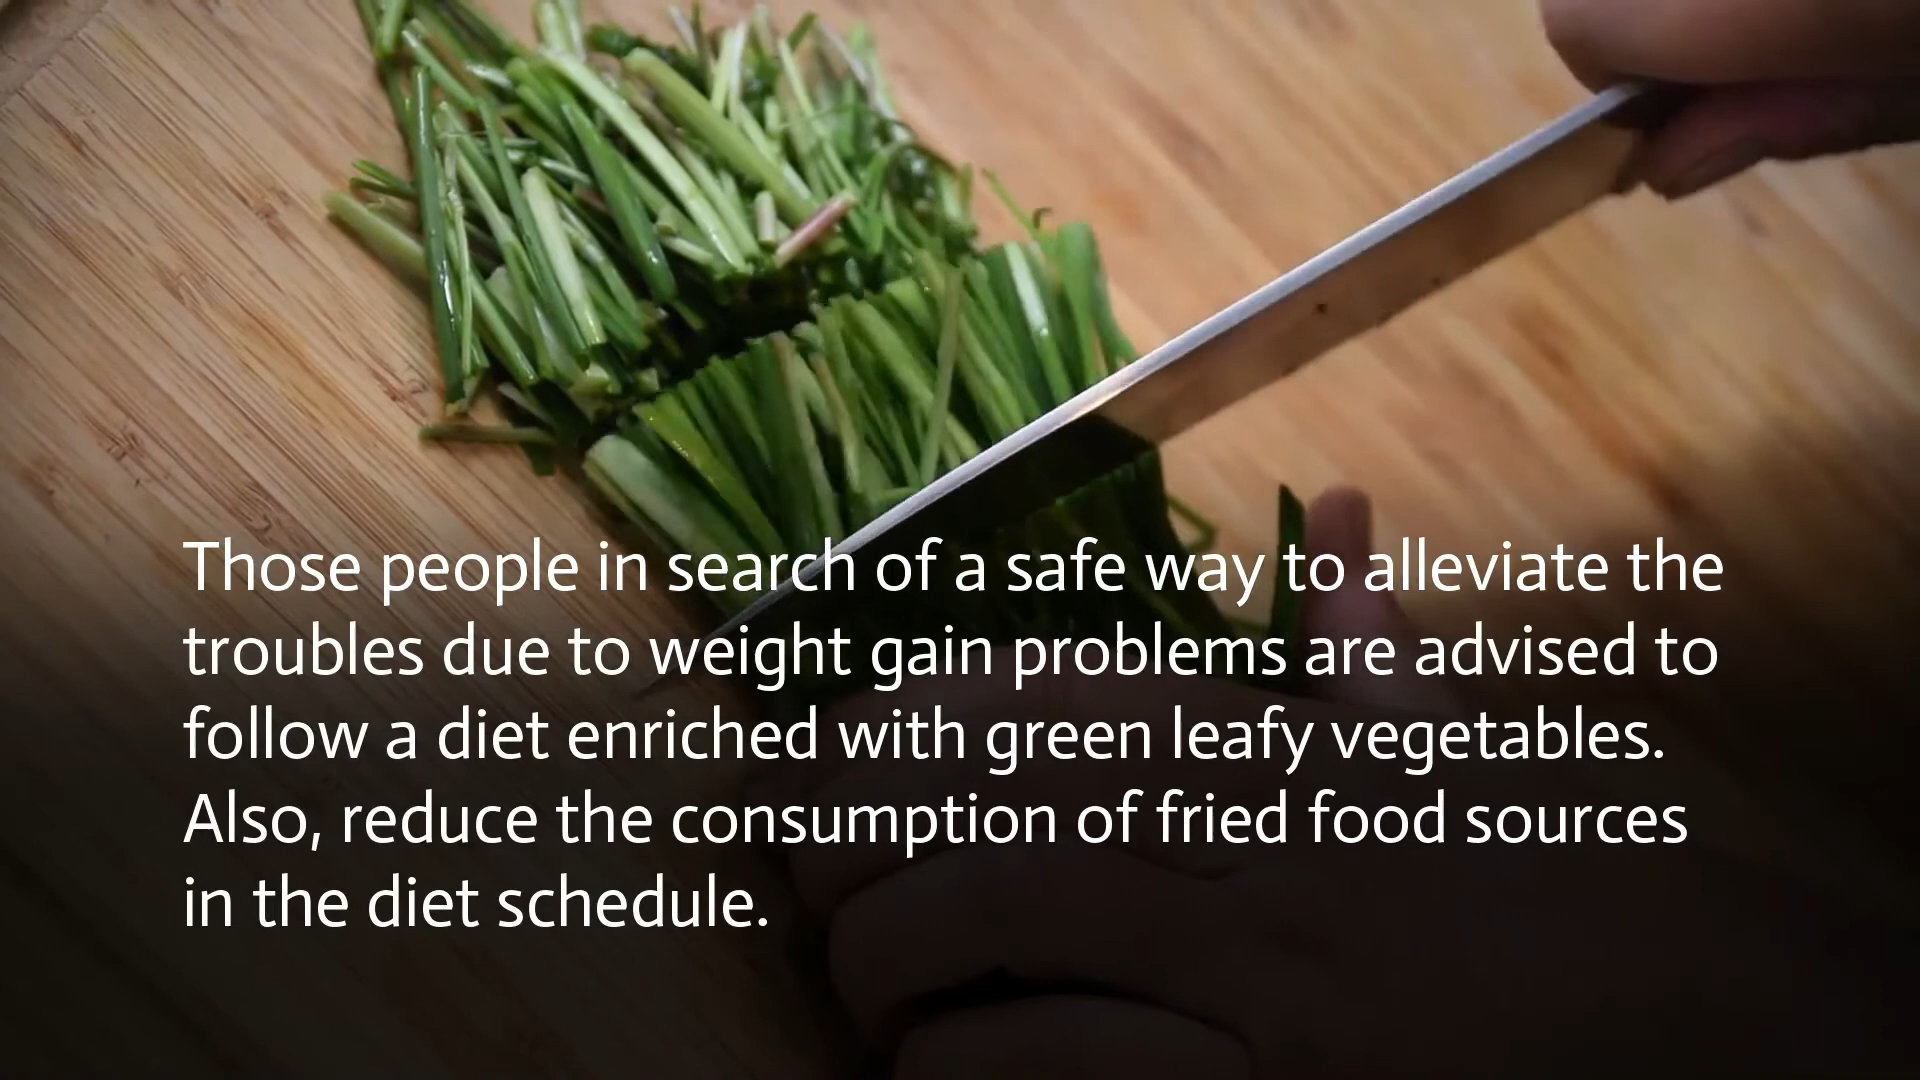 Those people in search of a safe way to alleviate the
troubles due to weight gain problems are advised to
follow a diet enriched with green leafy vegetables.
Also, reduce the consumption of fried food sources
in the diet schedule.